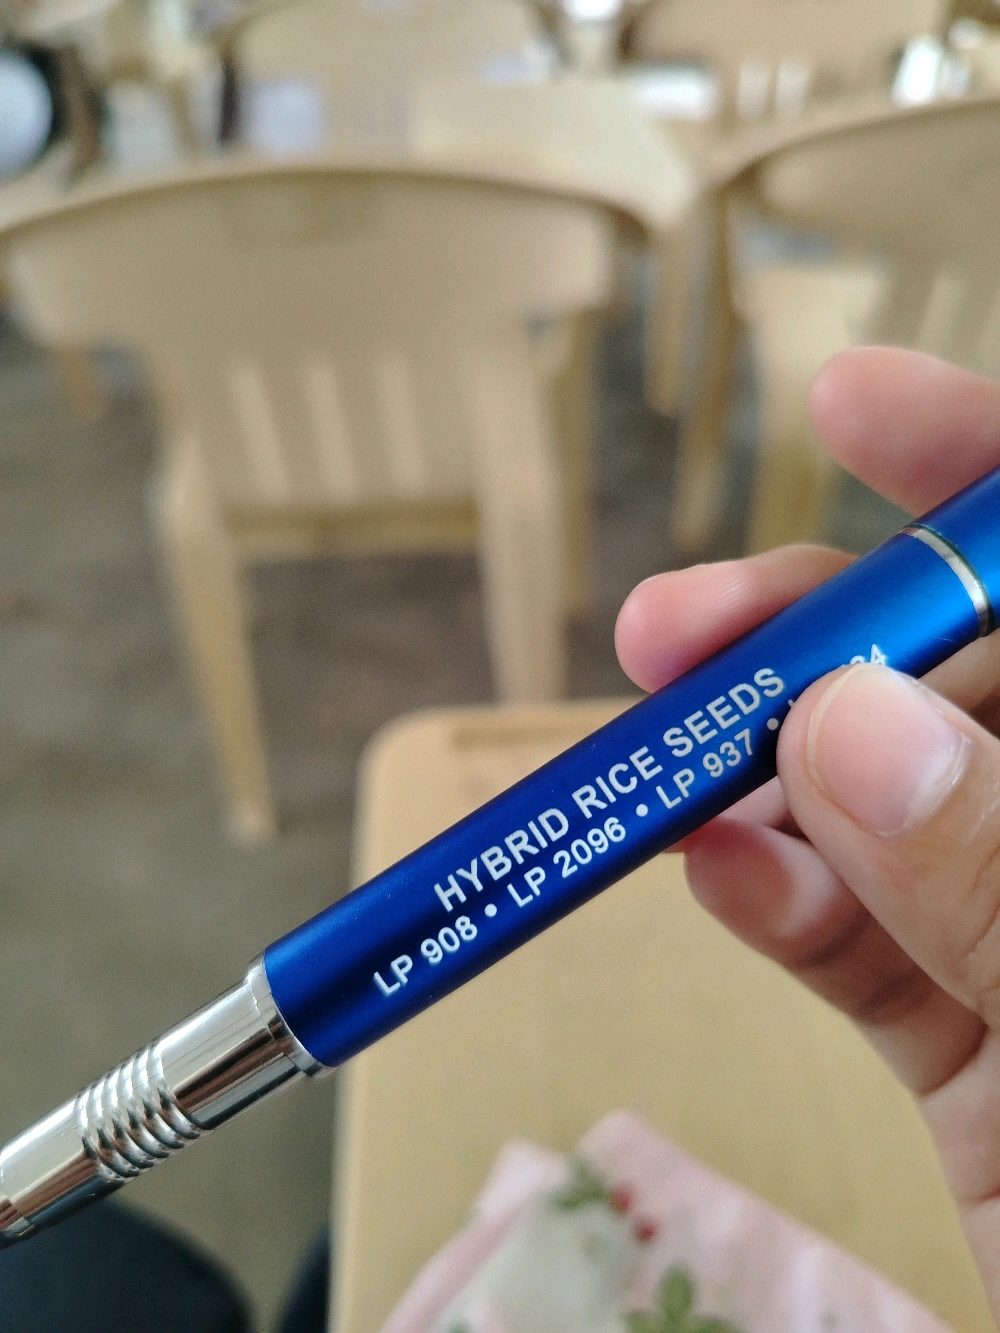 HYBRID RICE SEEDS
LP 908 • LP 2096 • LP 937 •